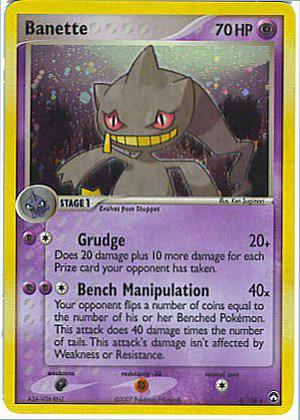 Banette 70 HP
Illus. Ken Sugimori
STAGE 1
Evolves from Shuppet
Grudge 20+
Does 20 damage plus 10 more damage for each
Prize card your opponent has taken.
Bench Manipulation 40x
Your opponent flips a number of coins equal to
the number of his or her Benched Pokémon.
This attack does 40 damage times the number
of tails. This attack's damage isn't affected by
Weakness or Resistance.
weakness resistance -30 retreat cost
©2007 Pokémon/Nintendo 4/108